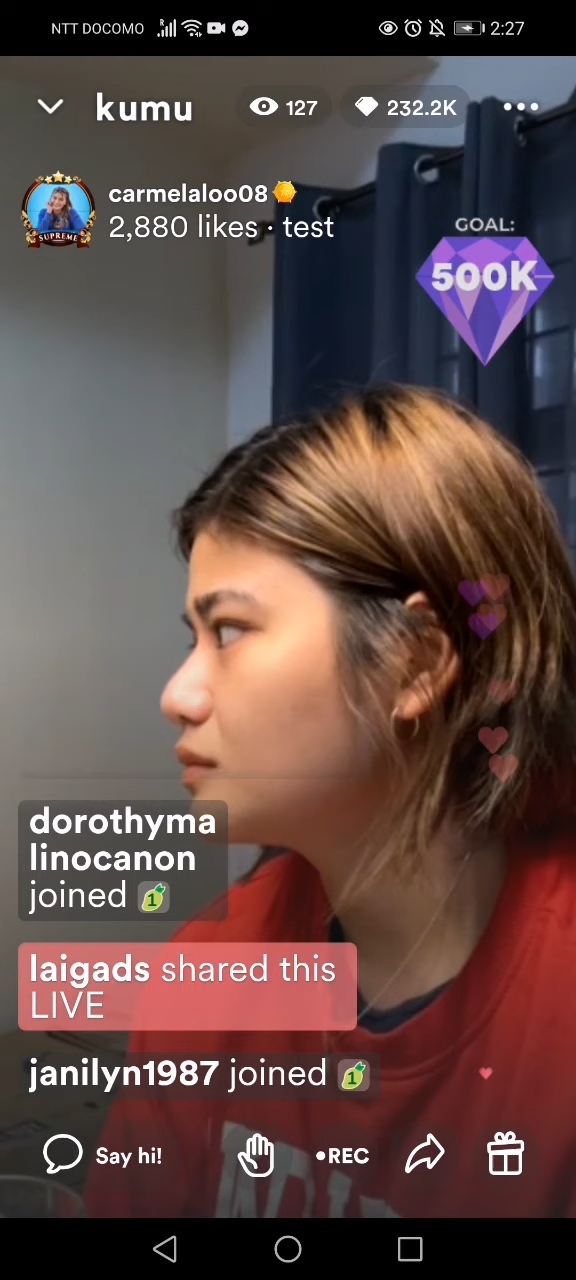 NTT DOCOMO 2:27
kumu 127 232.2K
carmelaloo08
2,880 likes · test
GOAL:
500K
SUPREME
dorothyma
linocanon
joined 1
laigads shared this
LIVE
janilyn1987 joined 1
Say hi! •REC